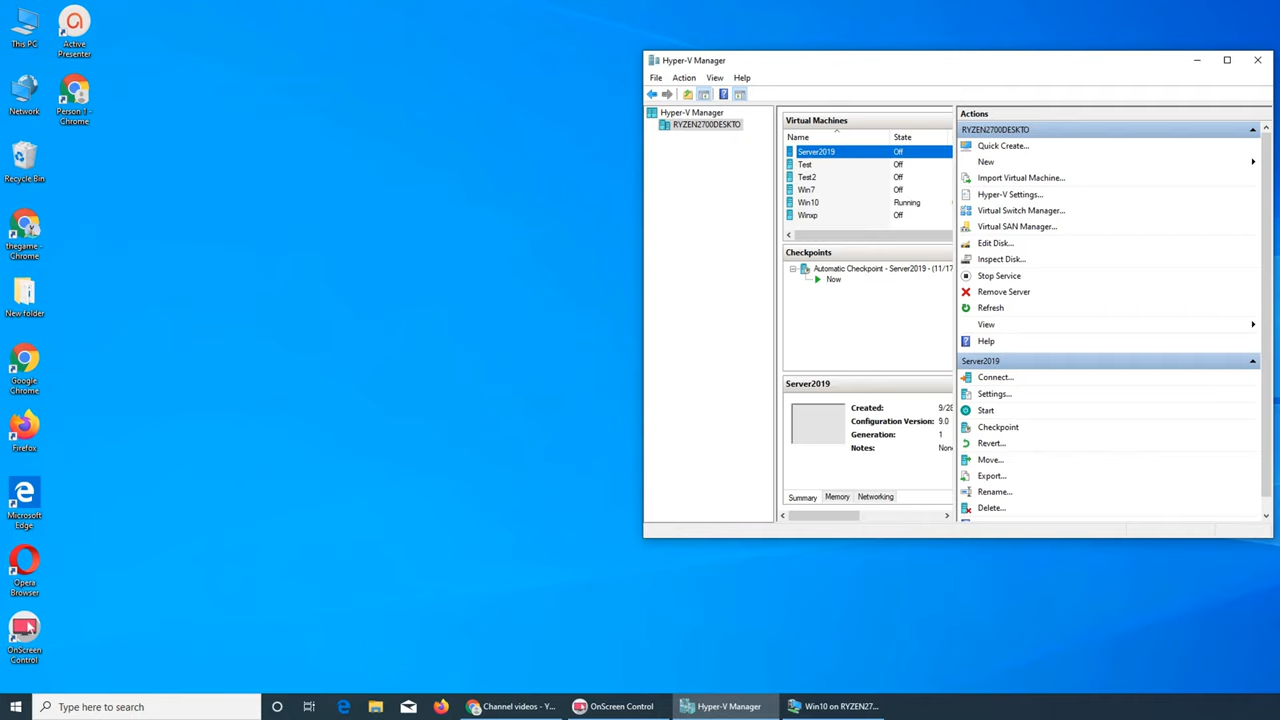 This PC
Active
Presenter
Network
Person 1 -
Chrome
Recycle Bin
thegame -
Chrome
New folder
Google
Chrome
Firefox
Microsoft
Edge
Opera
Browser
OnScreen
Control
Hyper-V Manager
File Action View Help
Hyper-V Manager
RYZEN2700DESKTO
Virtual Machines
Name State
Server2019 Off
Test Off
Test2 Off
Win7 Off
Win10 Running
Winxp Off
Checkpoints
Automatic Checkpoint - Server2019 - (11/17
Now
Server2019
Created: 9/28
Configuration Version: 9.0
Generation: 1
Notes: Non
Summary Memory Networking
Actions
RYZEN2700DESKTO
Quick Create...
New
Import Virtual Machine...
Hyper-V Settings...
Virtual Switch Manager...
Virtual SAN Manager...
Edit Disk...
Inspect Disk...
Stop Service
Remove Server
Refresh
View
Help
Server2019
Connect...
Settings...
Start
Checkpoint
Revert...
Move...
Export...
Rename...
Delete...
Type here to search
Channel videos - Y...
OnScreen Control
Hyper-V Manager
Win10 on RYZEN27...